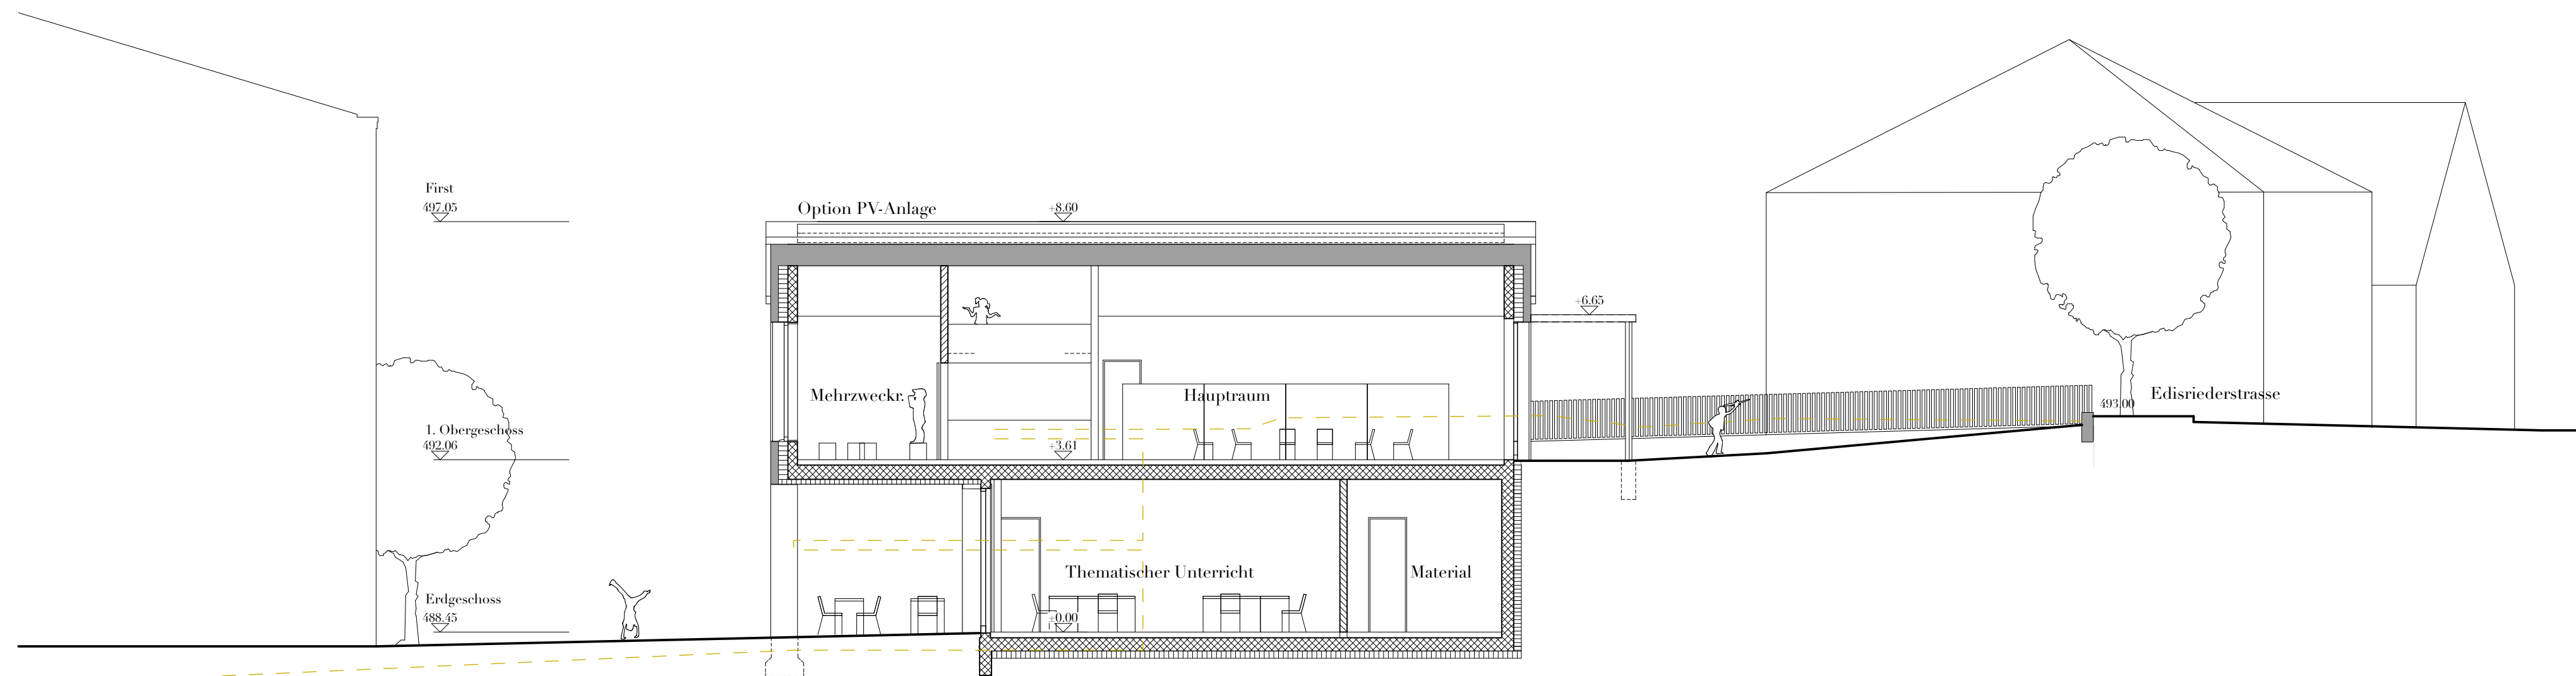 First
497.05
Option PV-Anlage
+8.60
+6.65
Mehrzweckr.
Hauptraum
Edisriederstrasse
493.00
1. Obergeschoss
492.06
+3.61
Thematischer Unterricht
Material
Erdgeschoss
488.45
±0.00